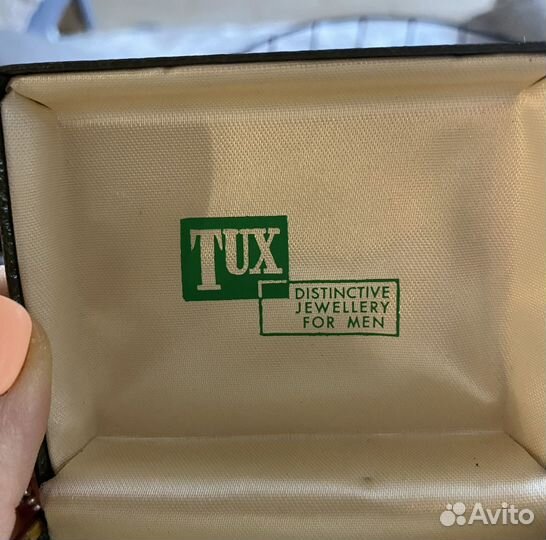 TUX
DISTINCTIVE
JEWELLERY
FOR MEN
Avito